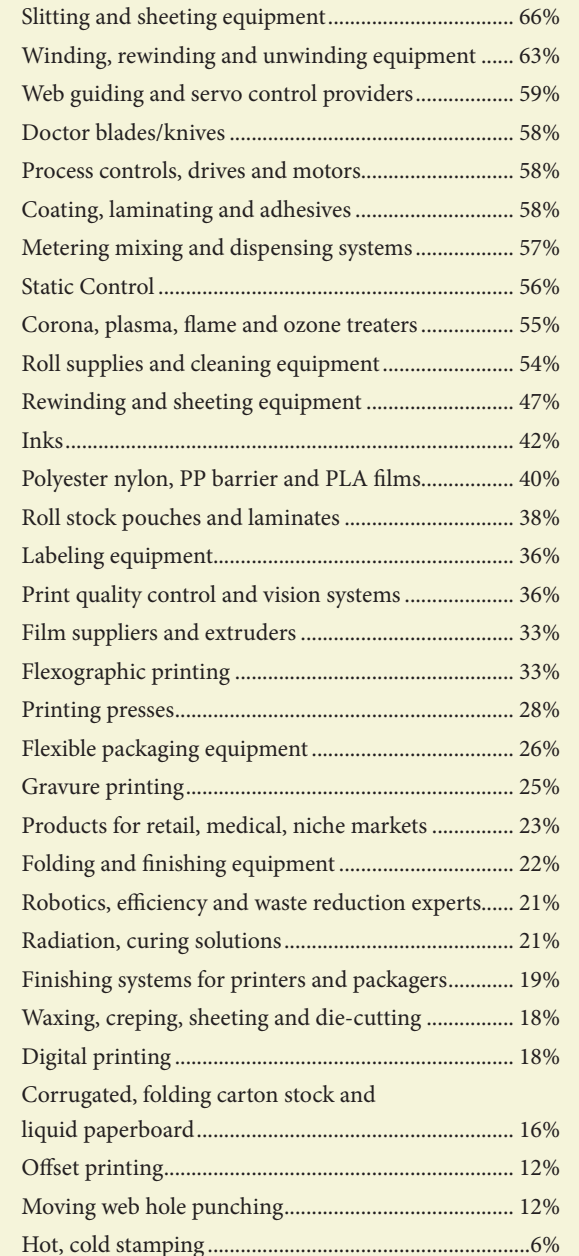 Slitting and sheeting equipment.......................................... 66%
Winding, rewinding and unwinding equipment ...... 63%
Web guiding and servo control providers...................... 59%
Doctor blades/knives ................................................................ 58%
Process controls, drives and motors.................................. 58%
Coating, laminating and adhesives .................................... 58%
Metering mixing and dispensing systems...................... 57%
Static Control.............................................................................. 56%
Corona, plasma, flame and ozone treaters..................... 55%
Roll supplies and cleaning equipment.............................. 54%
Rewinding and sheeting equipment .................................. 47%
Inks.................................................................................................. 42%
Polyester nylon, PP barrier and PLA films..................... 40%
Roll stock pouches and laminates ...................................... 38%
Labeling equipment.................................................................. 36%
Print quality control and vision systems ......................... 36%
Film suppliers and extruders ............................................... 33%
Flexographic printing ............................................................. 33%
Printing presses.......................................................................... 28%
Flexible packaging equipment ............................................. 26%
Gravure printing........................................................................ 25%
Products for retail, medical, niche markets .................. 23%
Folding and finishing equipment ....................................... 22%
Robotics, efficiency and waste reduction experts...... 21%
Radiation, curing solutions................................................... 21%
Finishing systems for printers and packagers............... 19%
Waxing, creping, sheeting and die-cutting ................... 18%
Digital printing .......................................................................... 18%
Corrugated, folding carton stock and
liquid paperboard...................................................................... 16%
Offset printing............................................................................ 12%
Moving web hole punching................................................... 12%
Hot, cold stamping.......................................................................6%